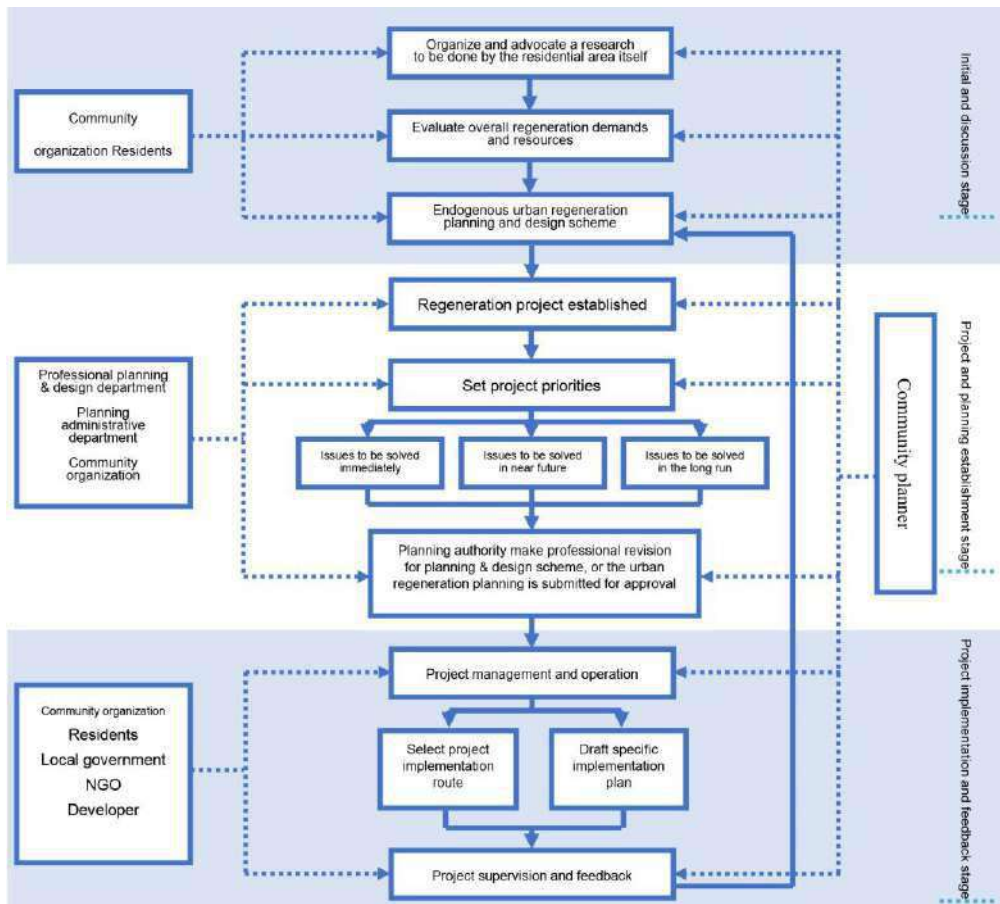 Organize and advocate a research
to be done by the residential area itself
Initial and discussion stage
Community
organization Residents
Evaluate overall regeneration demands
and resources
Endogenous urban regeneration
planning and design scheme
Regeneration project established
Project and planning establishment stage
Professional planning
& design department
Planning
administrative
department
Community
organization
Set project priorities
Community planner
Issues to be solved
immediately
Issues to be solved
in near future
Issues to be solved
in the long run
Planning authority make professional revision
for planning & design scheme, or the urban
regeneration planning is submitted for approval
Project management and operation
Project implementation and feedback stage
Community organization
Residents
Local government
NGO
Developer
Select project
implementation
route
Draft specific
implementation
plan
Project supervision and feedback